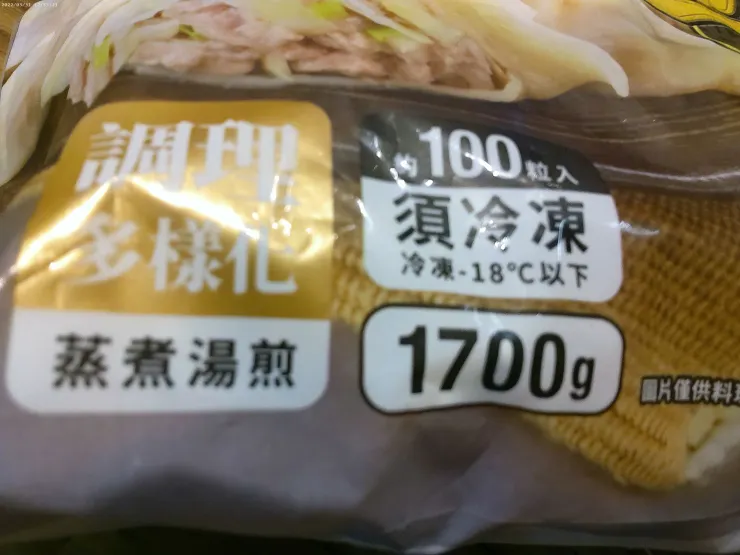 調理
多樣化
蒸煮湯煎
約100粒入
須冷凍
冷凍-18℃以下
1700g
圖片僅供料理